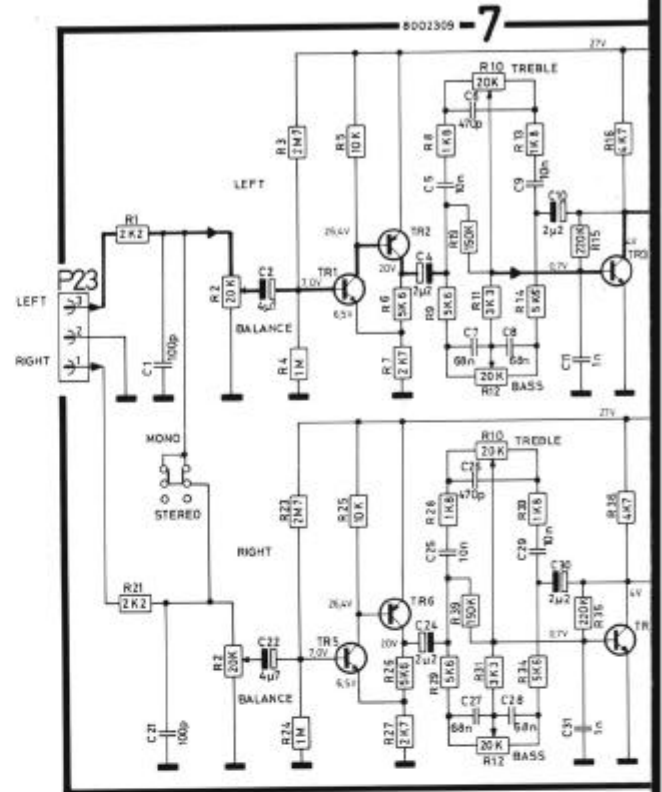 8002309
7
27V
R10
TREBLE
20K
C6
470p
R3
2M7
R5
10K
R8
1K8
R13
1K8
R16
4K7
10n
C5
10n
C9
LEFT
R1
2K2
R19
150K
C10
2μ2
220K
R15
4V
26,4V
TR2
20V
C4
2μ2
P23
LEFT
3
2
RIGHT
1
R2
20K
C2
4μ7
7,0V
TR1
6,5V
0,7V
TR3
R6
5K6
R9
5K6
R11
3K3
R14
5K6
BALANCE
C1
100p
R4
1M
R7
2K7
C7
68n
C8
68n
20K
R12
BASS
C11
1n
MONO
STEREO
27V
R10
TREBLE
20K
C26
470p
R23
2M7
R25
10K
R28
1K8
R33
1K8
R38
4K7
C25
10n
C29
10n
RIGHT
R21
2K2
R39
150K
C30
2μ2
220K
R35
4V
26,4V
TR6
20V
C24
2μ2
R2
20K
C22
4μ7
7,0V
TR5
6,5V
0,7V
R26
5K6
R29
5K6
R31
3K3
R34
5K6
BALANCE
C21
100p
R24
1M
R27
2K7
C27
68n
C28
68n
20K
R12
BASS
C31
1n